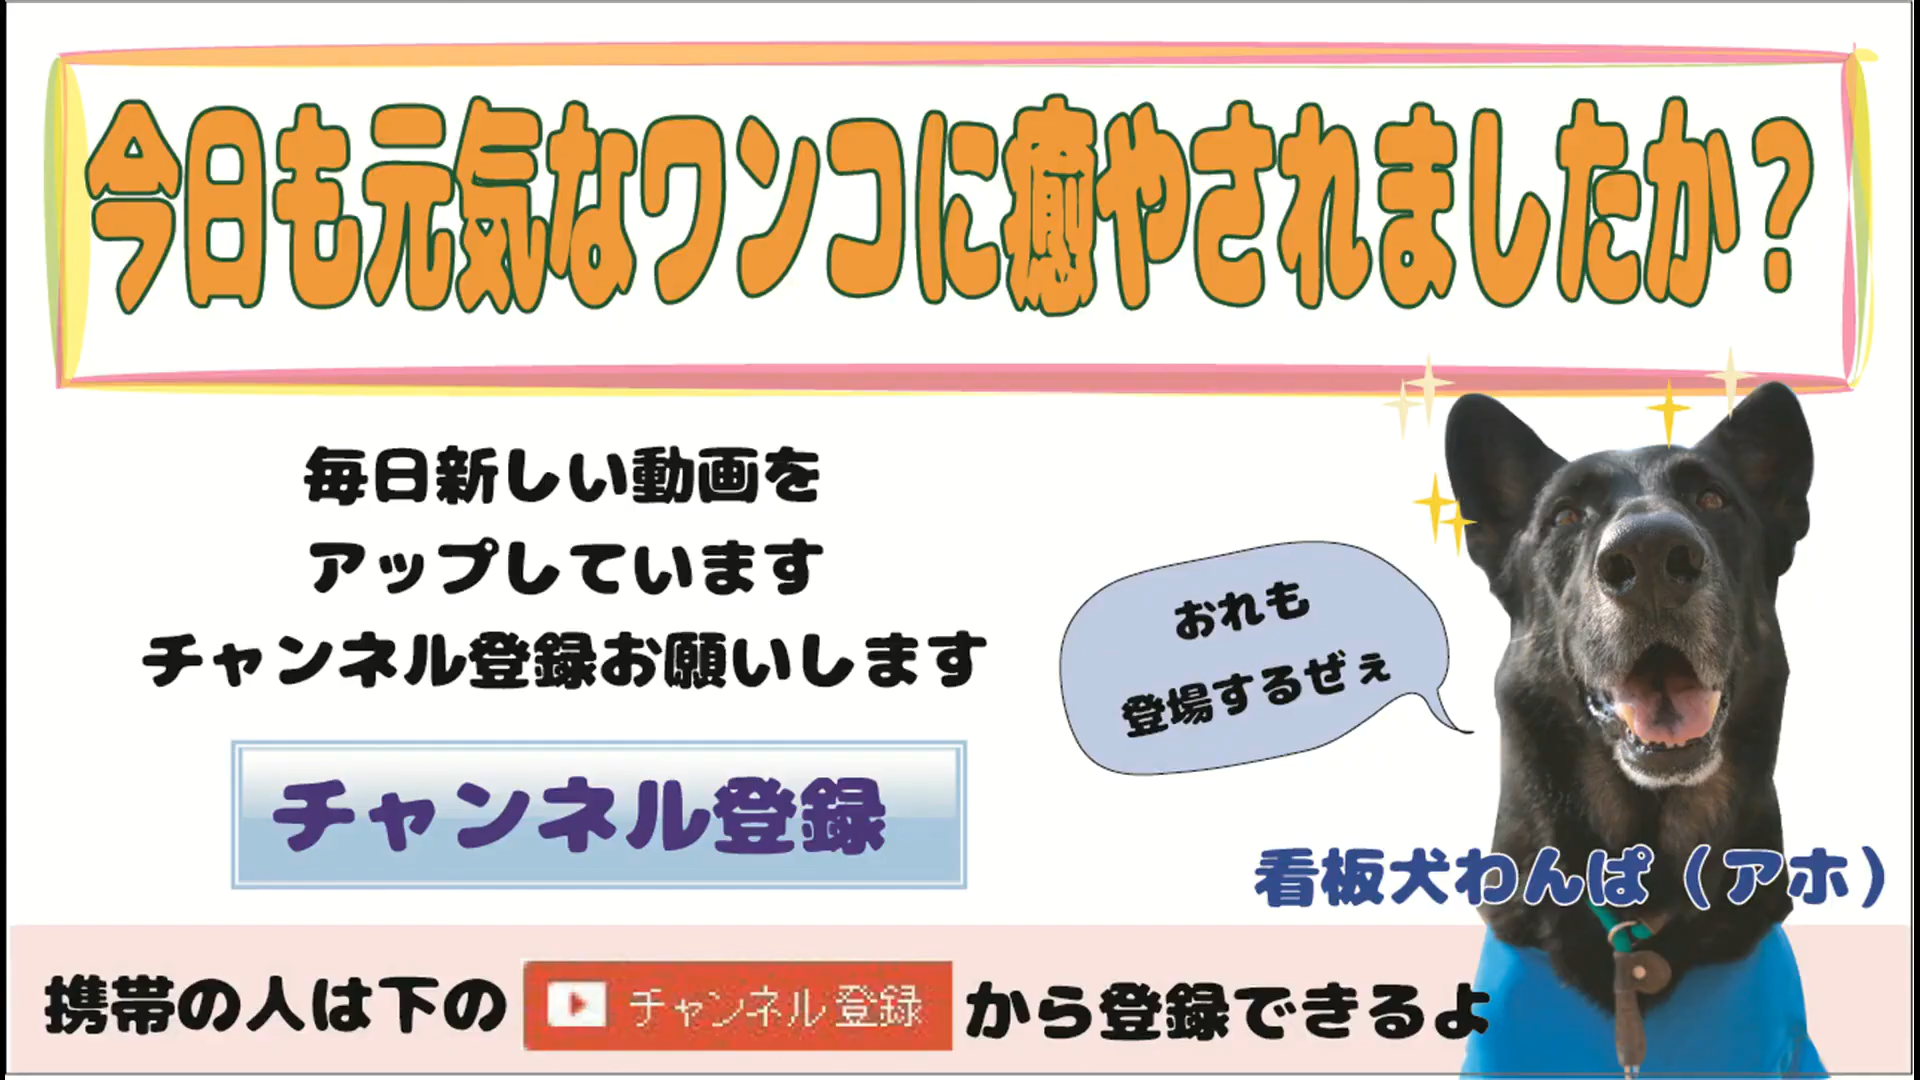 今日も元気なワンコに癒やされましたか？
毎日新しい動画を
アップしています
チャンネル登録お願いします
おれも
登場するぜぇ
チャンネル登録
看板犬わんぱ（アホ）
携帯の人は下の チャンネル登録 から登録できるよ